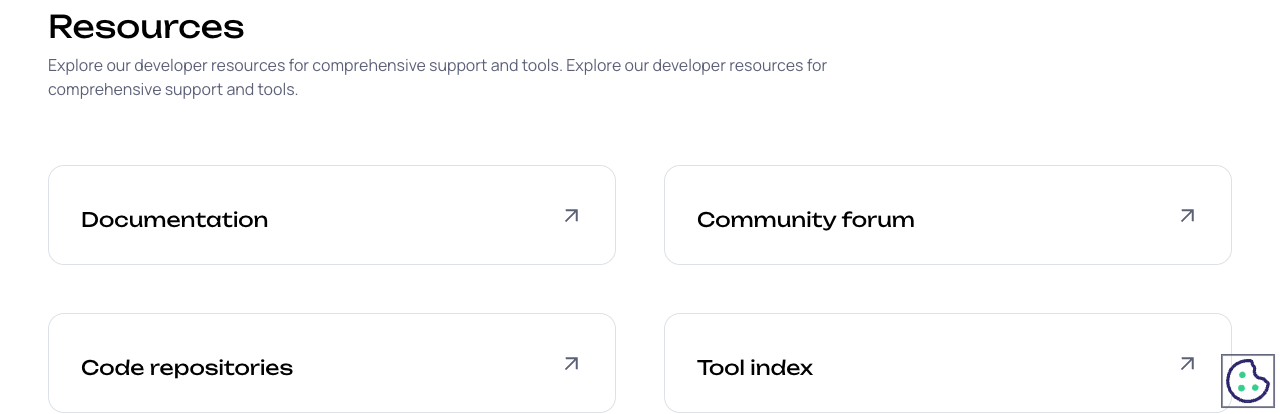 Resources
Explore our developer resources for comprehensive support and tools. Explore our developer resources for
comprehensive support and tools.
Documentation
Community forum
Code repositories
Tool index